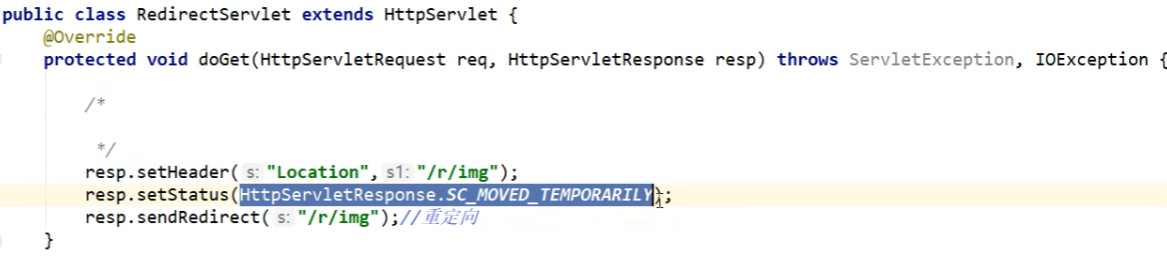 public class RedirectServlet extends HttpServlet {
@Override
protected void doGet(HttpServletRequest req, HttpServletResponse resp) throws ServletException, IOException {
/*
*/
resp.setHeader( s: "Location", s1: "/r/img");
resp.setStatus(HttpServletResponse.SC_MOVED_TEMPORARILY);
resp.sendRedirect( s: "/r/img");//重定向
}